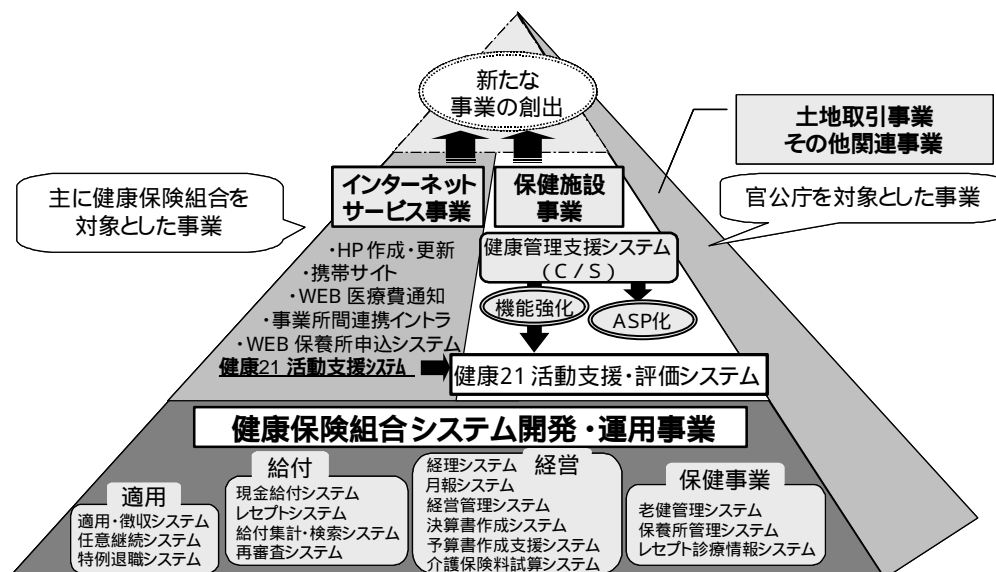 新たな
事業の創出
土地取引事業
その他関連事業
主に健康保険組合を
対象とした事業
インターネット
サービス事業
保健施設
事業
官公庁を対象とした事業
・HP作成・更新
・携帯サイト
・WEB医療費通知
・事業所間連携イントラ
・WEB保養所申込システム
健康21活動支援システム
健康管理支援システム
(C/S)
機能強化
ASP化
健康21活動支援・評価システム
健康保険組合システム開発・運用事業
適用
適用・徴収システム
任意継続システム
特例退職システム
給付
現金給付システム
レセプトシステム
給付集計・検索システム
再審査システム
経営
経理システム
月報システム
経営管理システム
決算書作成システム
予算書作成支援システム
介護保険料試算システム
保健事業
老健管理システム
保養所管理システム
レセプト診療情報システム